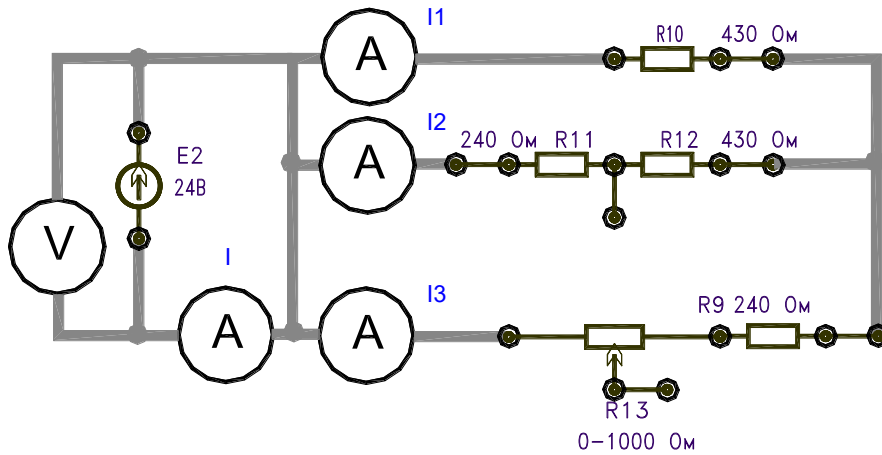 I1
A
R10 430 Ом
I2
A
240 Ом R11 R12 430 Ом
E2
24В
V
I
A
I3
A
R9 240 Ом
R13
0-1000 Ом